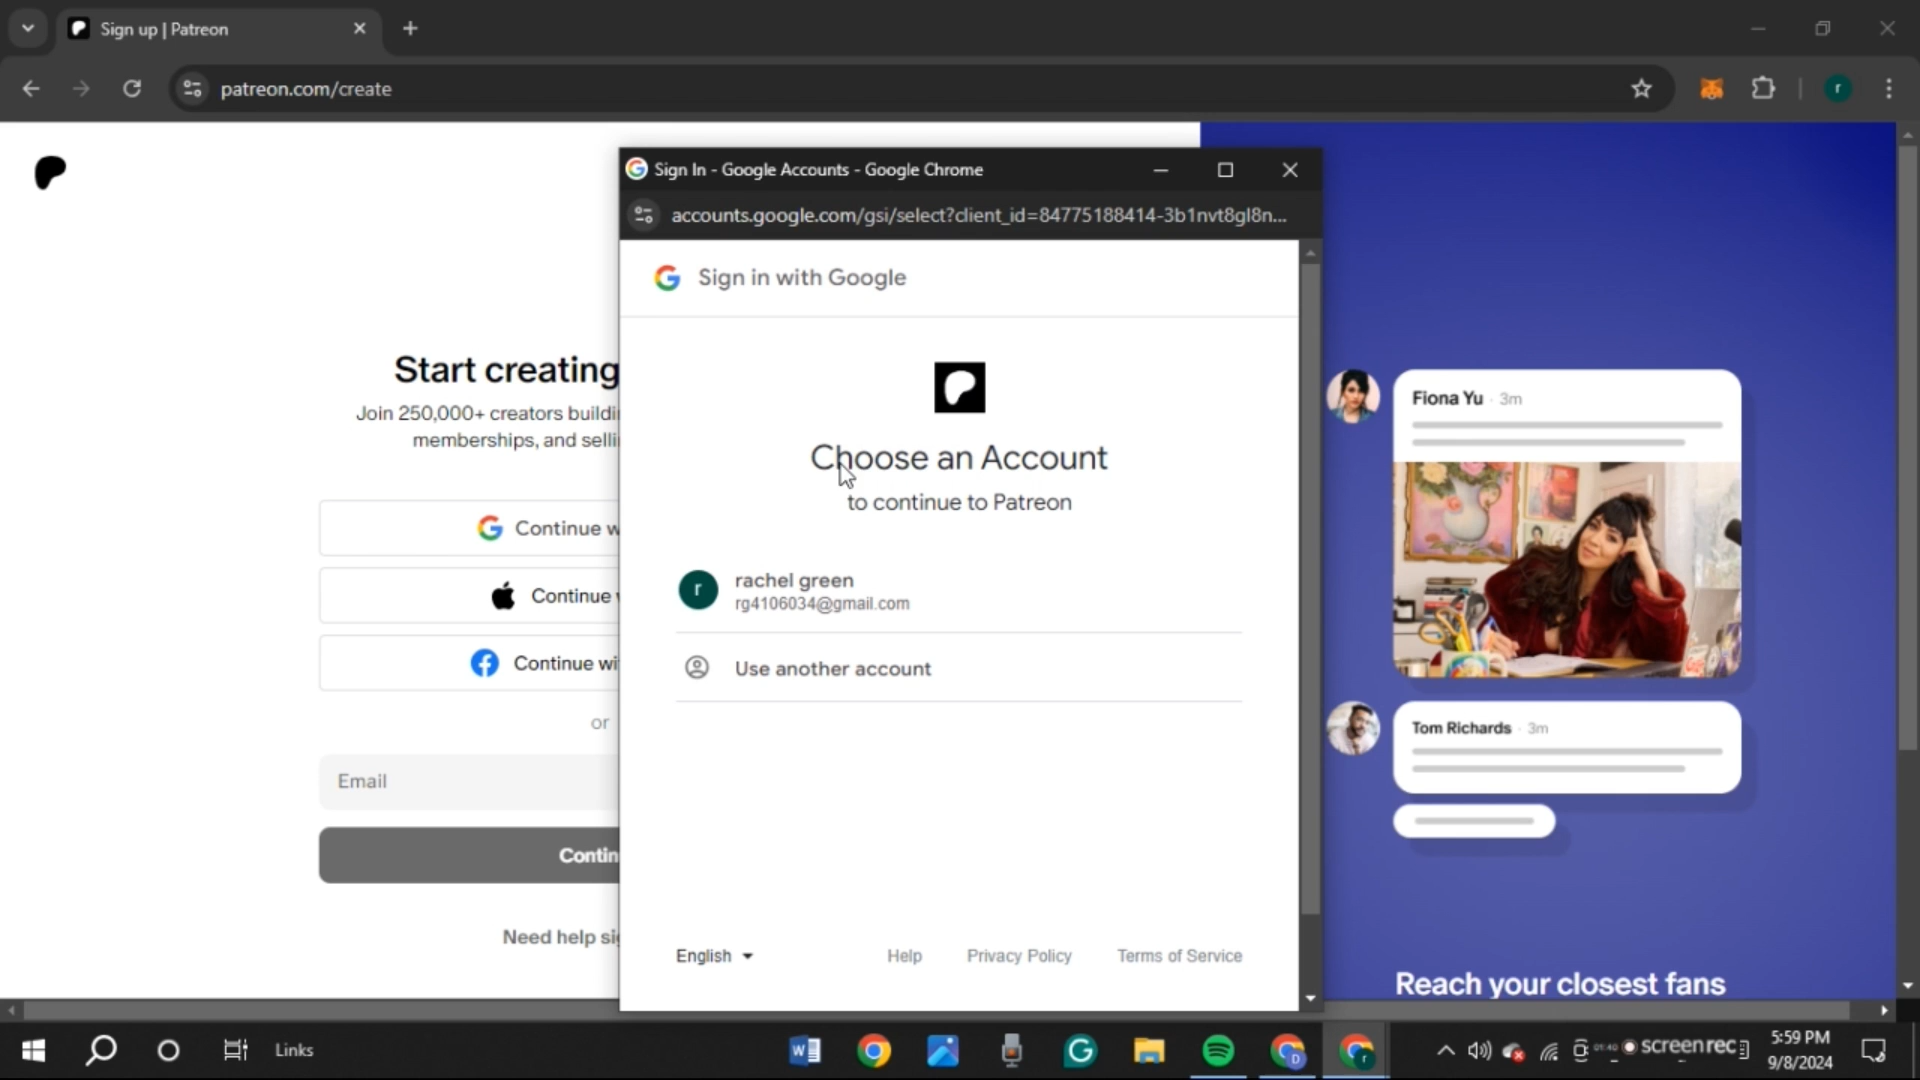 Sign up | Patreon
patreon.com/create
r
Sign In - Google Accounts - Google Chrome
accounts.google.com/gsi/select?client_id=84775188414-3b1nvt8gl8n...
Sign in with Google
Choose an Account
to continue to Patreon
r
rachel green
rg4106034@gmail.com
Use another account
English
Help
Privacy Policy
Terms of Service
Start creating
Join 250,000+ creators buildi
memberships, and selli
Continue w
Continue
Continue wi
or
Email
Contin
Need help si
Fiona Yu · 3m
Tom Richards · 3m
Reach your closest fans
Links
01:40
screenrec
5:59 PM
9/8/2024